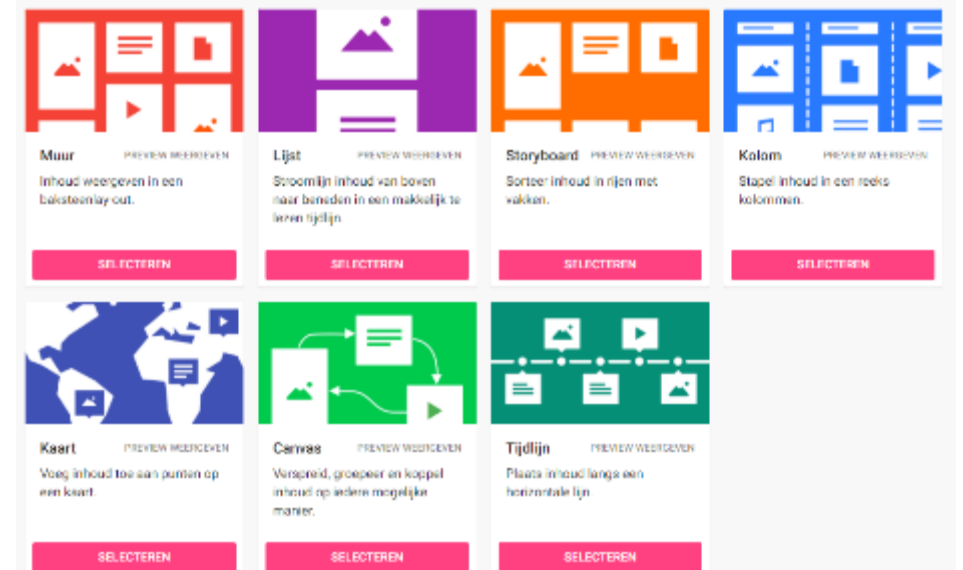 Muur PREVIEW WEERGEVEN
Inhoud weergeven in een
baksteenlay out.
SELECTEREN
Lijst PREVIEW WEERGEVEN
Stroomlijn inhoud van boven
naar beneden in een makkelijk te
lezen tijdlijn
SELECTEREN
Storyboard PREVIEW WEERGEVEN
Sorteer inhoud in rijen met
vakken.
SELECTEREN
Kolom PREVIEW WEERGEVEN
Stapel inhoud in een reeks
kolommen.
SELECTEREN
Kaart PREVIEW WEERGEVEN
Voeg inhoud toe aan punten op
een kaart.
SELECTEREN
Canvas PREVIEW WEERGEVEN
Verspreid, groepeer en koppel
inhoud op iedere mogelijke
manier.
SELECTEREN
Tijdlijn PREVIEW WEERGEVEN
Plaats inhoud langs een
horizontale lijn
SELECTEREN